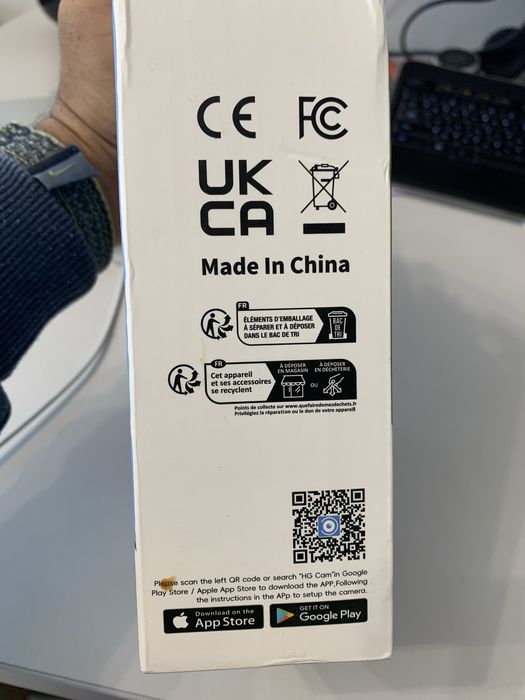 CE FC
UK
CA
Made In China
FR
ÉLÉMENTS D'EMBALLAGE
À SÉPARER ET À DÉPOSER
DANS LE BAC DE TRI
BAC
DE
TRI
FR
Cet appareil
et ses accessoires
se recyclent
À DÉPOSER
EN MAGASIN
OU
À DÉPOSER
EN DÉCHÈTERIE
Points de collecte sur www.quefairedemesdechets.fr
Privilégiez la réparation ou le don de votre appareil
Please scan the left QR code or search "HG Cam"in Google
Play Store / Apple App Store to download the APP,Following
the instructions in the APp to setup the camera.
Download on the
App Store
GET IT ON
Google Play